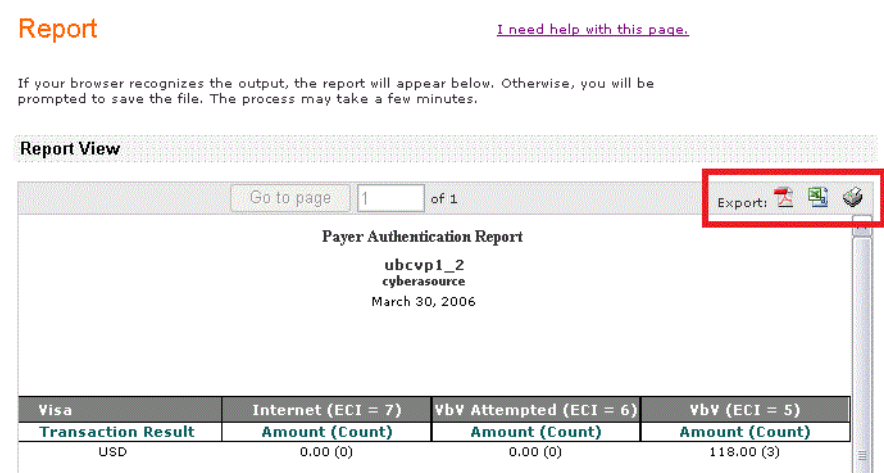 Report
I need help with this page.
If your browser recognizes the output, the report will appear below. Otherwise, you will be
prompted to save the file. The process may take a few minutes.
Report View
Go to page 1 of 1 Export:
Payer Authentication Report
ubcvp1_2
cyberasource
March 30, 2006
Visa Internet (ECI = 7) VbV Attempted (ECI = 6) VbV (ECI = 5)
Transaction Result Amount (Count) Amount (Count) Amount (Count)
USD 0.00 (0) 0.00 (0) 118.00 (3)